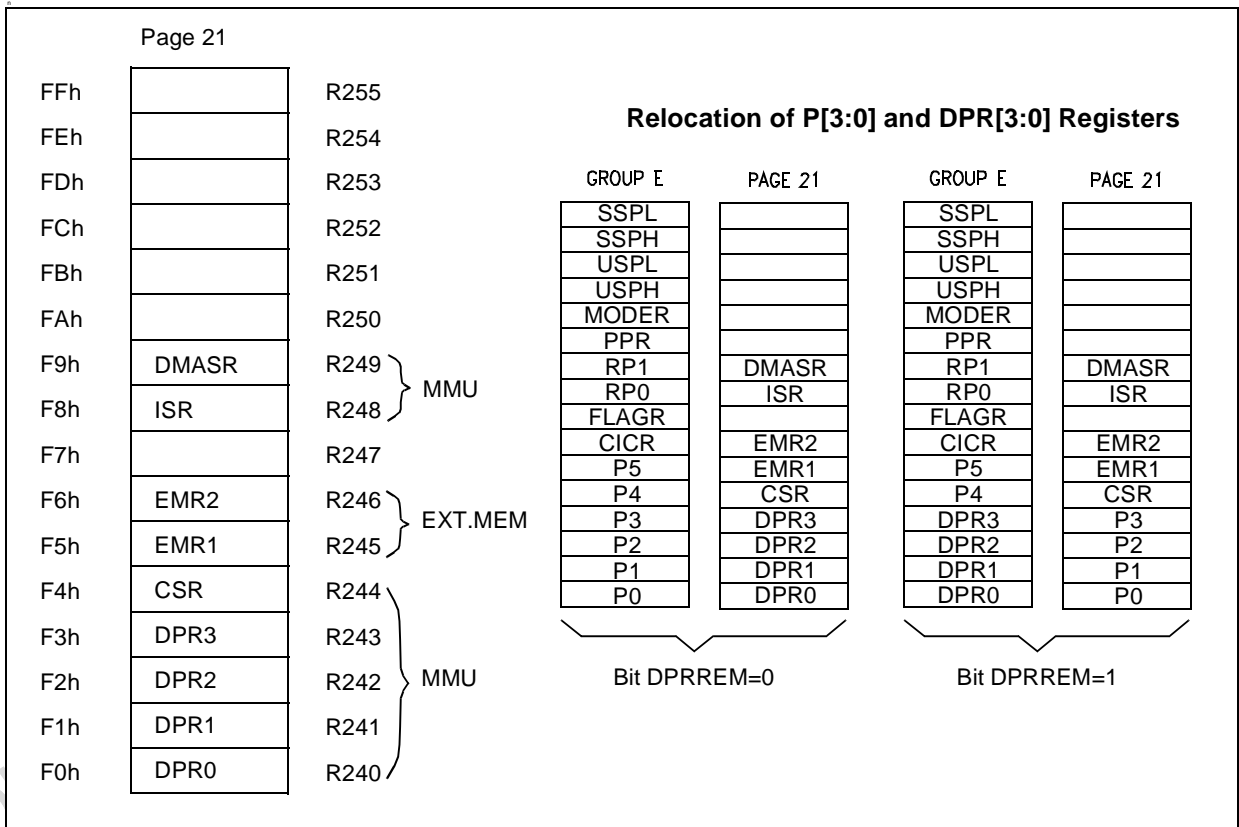 Page 21
FFh R255
FEh R254
FDh R253
FCh R252
FBh R251
FAh R250
F9h DMASR R249
F8h ISR R248
MMU
F7h R247
F6h EMR2 R246
F5h EMR1 R245
EXT.MEM
F4h CSR R244
F3h DPR3 R243
F2h DPR2 R242
MMU
F1h DPR1 R241
F0h DPR0 R240
Relocation of P[3:0] and DPR[3:0] Registers
GROUP E PAGE 21 GROUP E PAGE 21
SSPL SSPL
SSPH SSPH
USPL USPL
USPH USPH
MODER MODER
PPR PPR
RP1 DMASR RP1 DMASR
RP0 ISR RP0 ISR
FLAGR FLAGR
CICR EMR2 CICR EMR2
P5 EMR1 P5 EMR1
P4 CSR P4 CSR
P3 DPR3 DPR3 P3
P2 DPR2 DPR2 P2
P1 DPR1 DPR1 P1
P0 DPR0 DPR0 P0
Bit DPRREM=0 Bit DPRREM=1